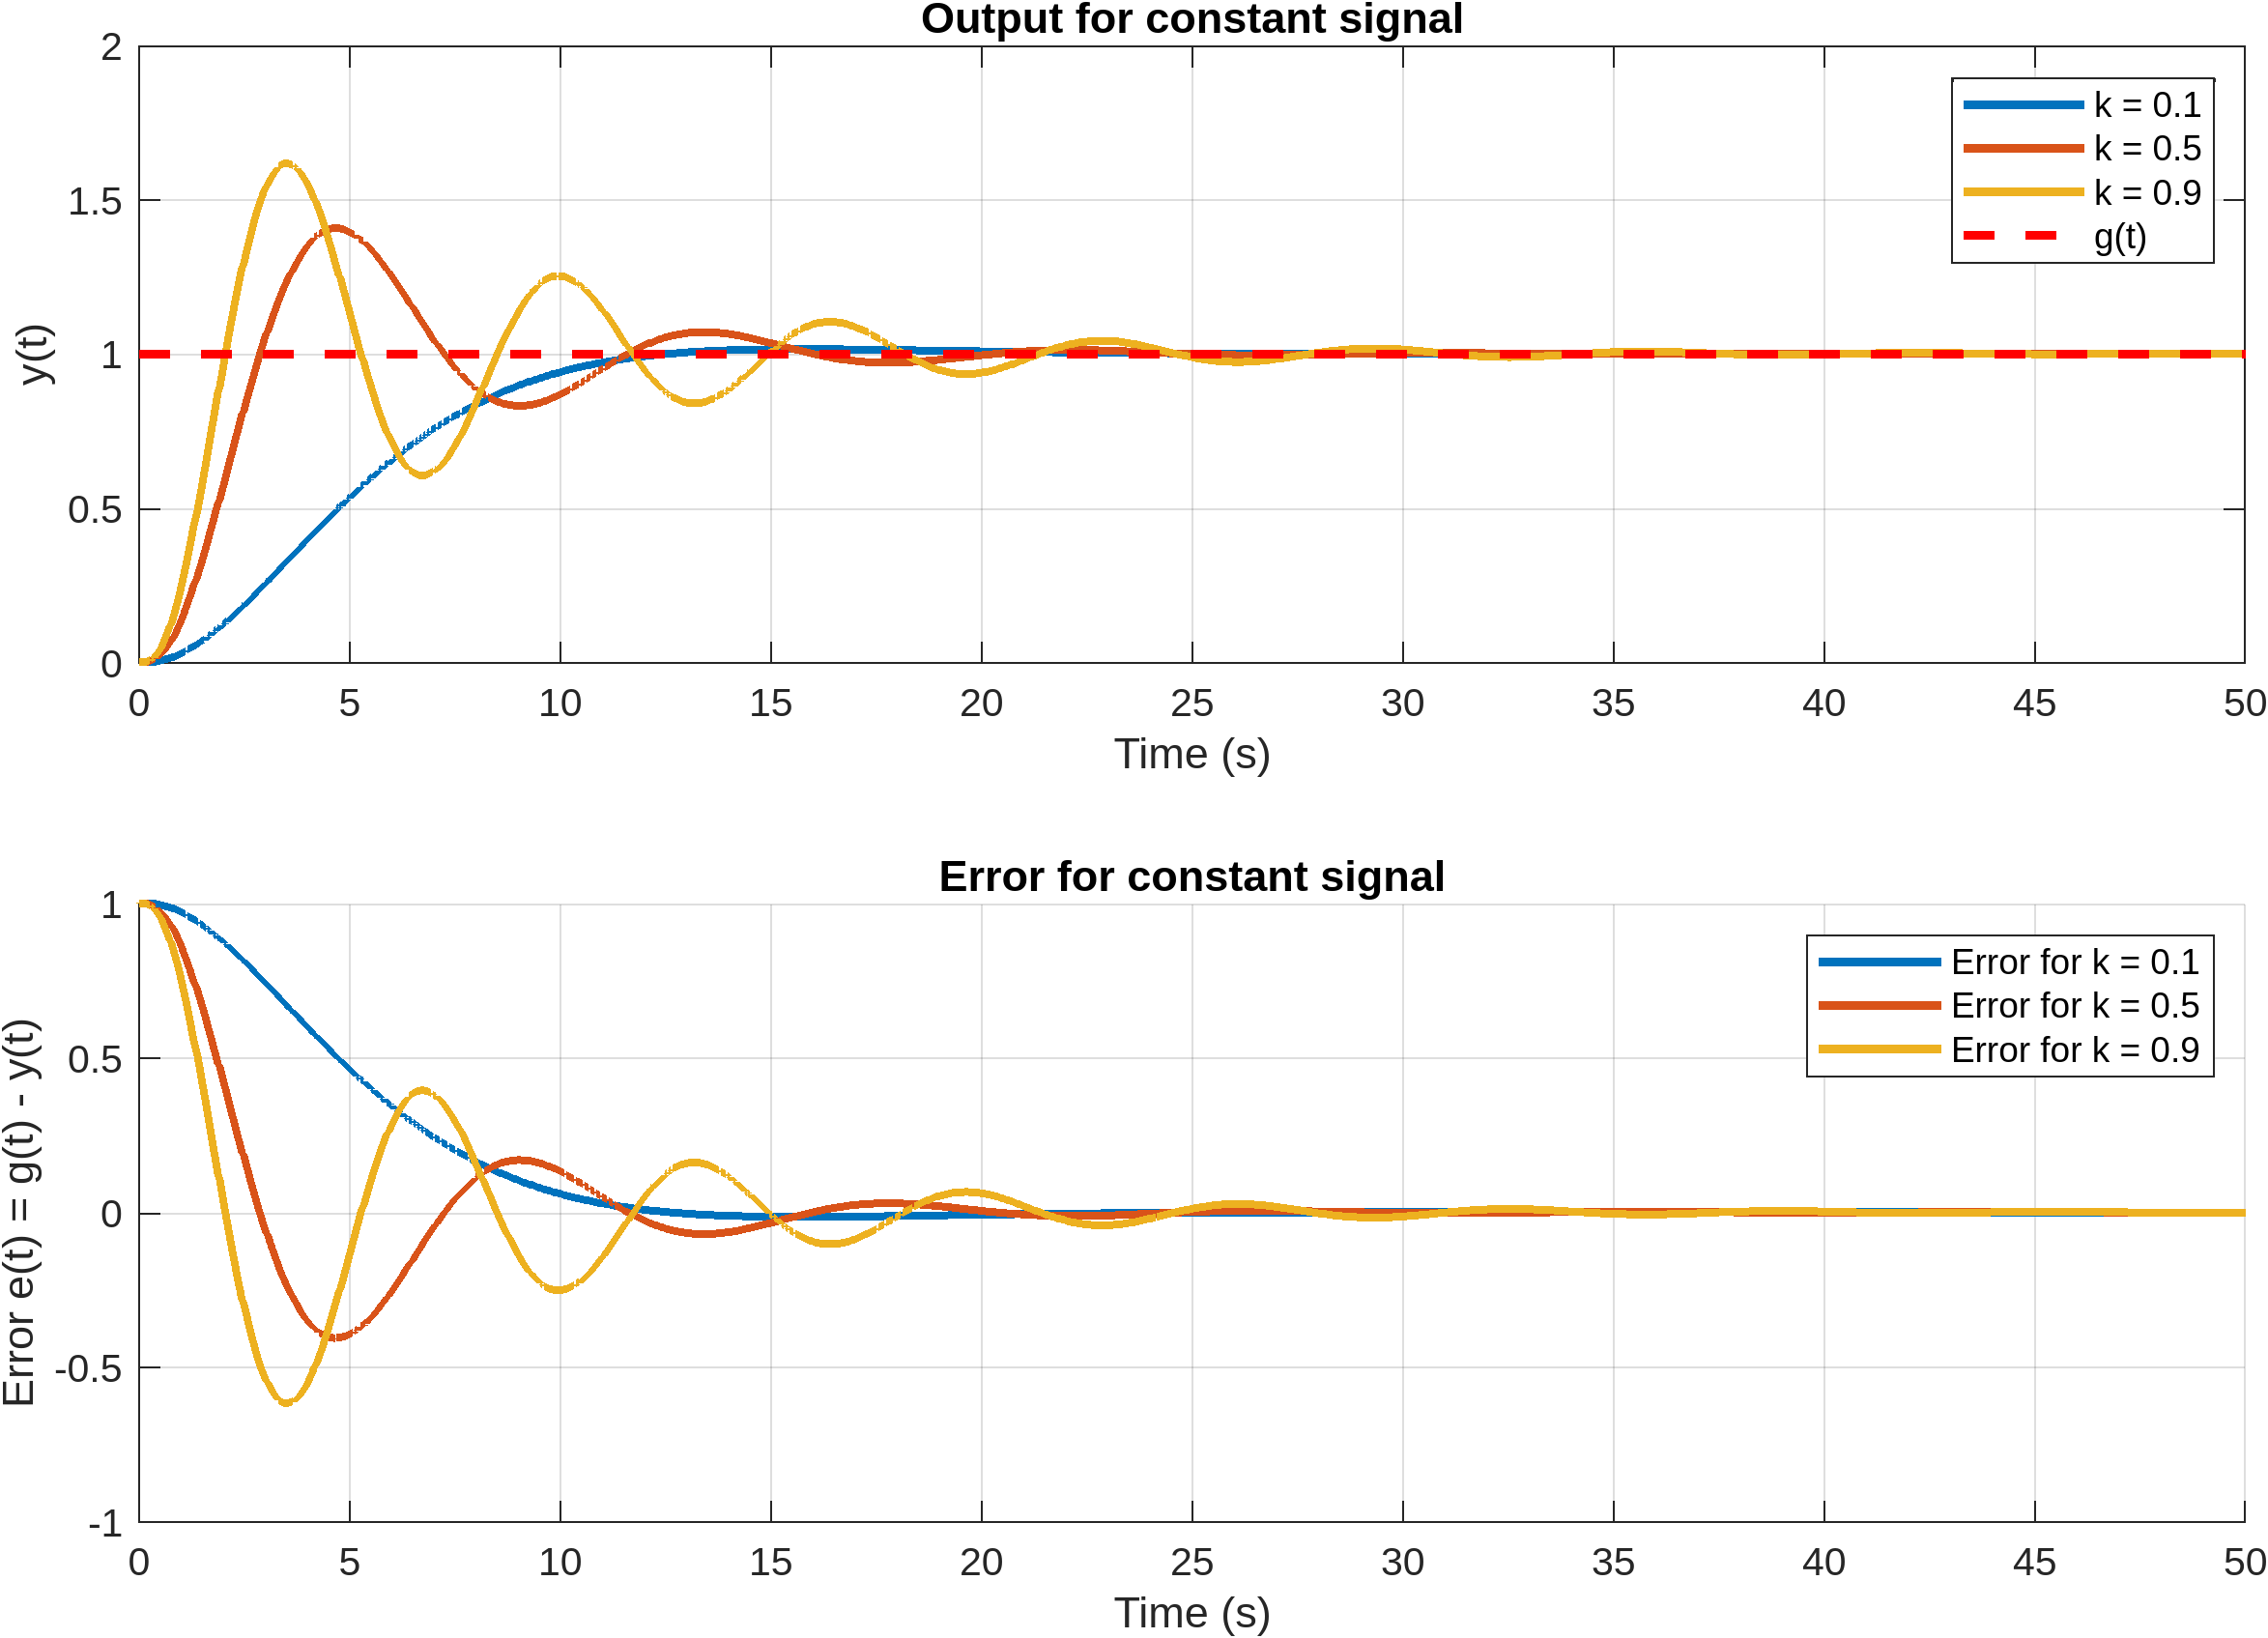 Output for constant signal
2
1.5
1
0.5
0
y(t)
k = 0.1
k = 0.5
k = 0.9
g(t)
0 5 10 15 20 25 30 35 40 45 50
Time (s)
Error for constant signal
1
0.5
0
-0.5
-1
Error e(t) = g(t) - y(t)
Error for k = 0.1
Error for k = 0.5
Error for k = 0.9
0 5 10 15 20 25 30 35 40 45 50
Time (s)